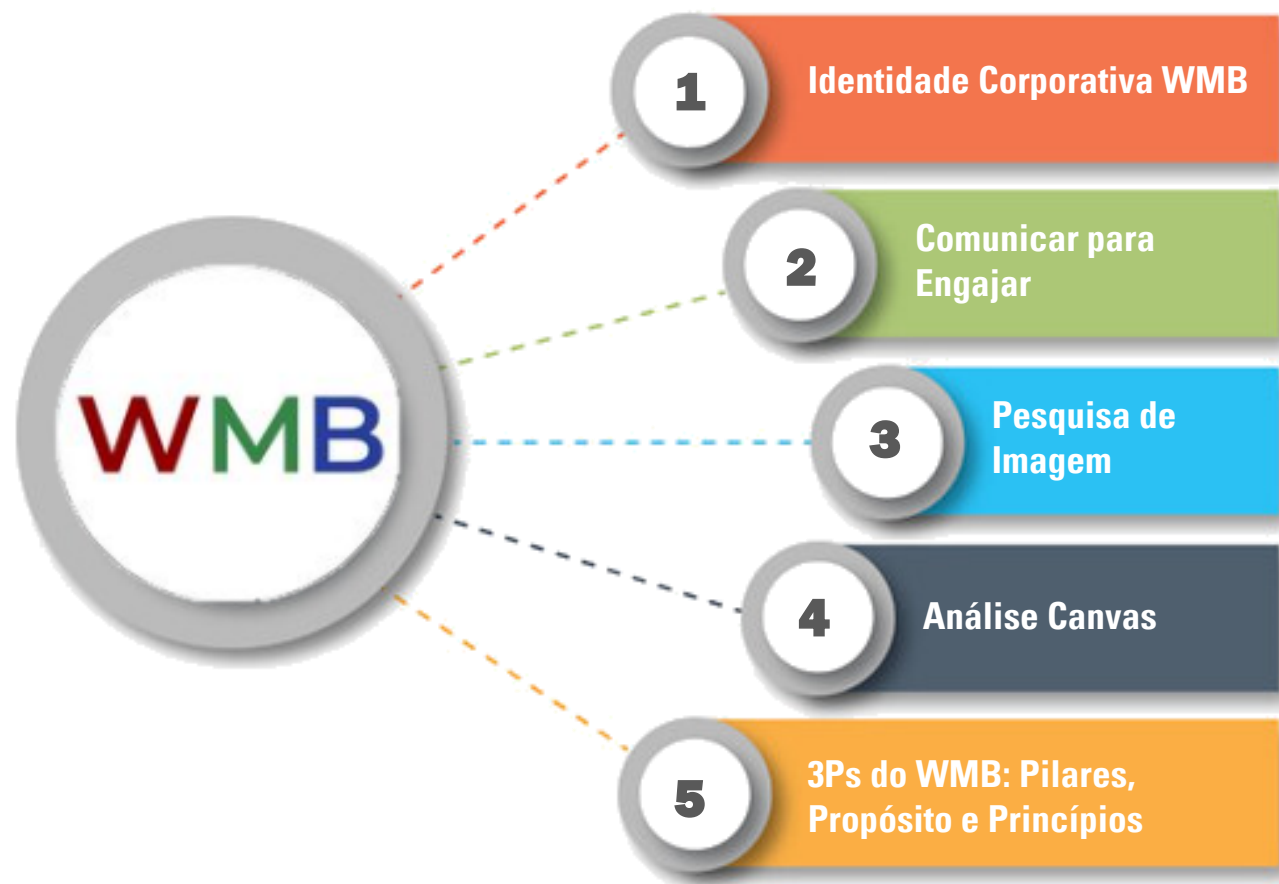 WMB
1
Identidade Corporativa WMB
2
Comunicar para
Engajar
3
Pesquisa de
Imagem
4
Análise Canvas
5
3Ps do WMB: Pilares,
Propósito e Princípios